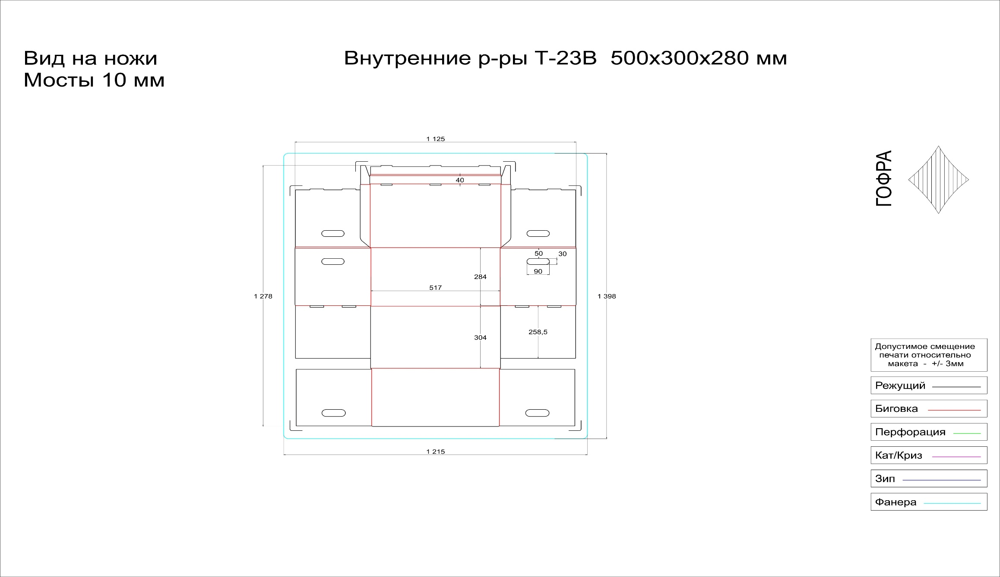 Вид на ножи
Мосты 10 мм
Внутренние р-ры Т-23В 500х300х280 мм
1 125
40
ГОФРА
50
30
90
284
517
1 278
1 398
258,5
304
1 215
Допустимое смещение
печати относительно
макета - +/- 3мм
Режущий
Биговка
Перфорация
Кат/Криз
Зип
Фанера